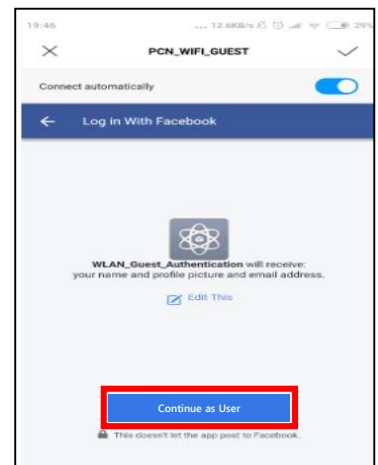 19:46 ... 12.6KB/s 29%
PCN_WIFI_GUEST
Connect automatically
Log in With Facebook
WLAN_Guest_Authentication will receive:
your name and profile picture and email address.
Edit This
Continue as User
This doesn't let the app post to Facebook.